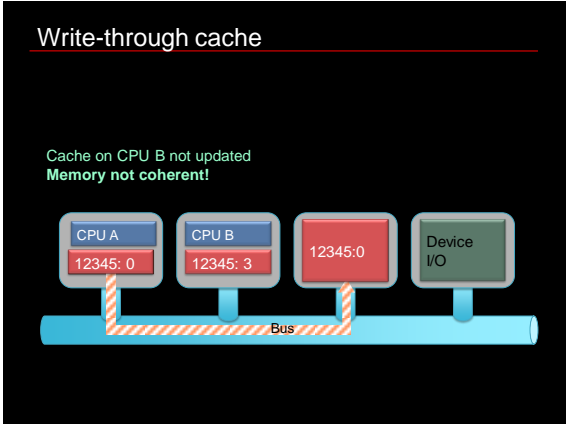 Write-through cache
Cache on CPU B not updated
Memory not coherent!
CPU A
12345: 0
CPU B
12345: 3
12345:0
Device
I/O
Bus